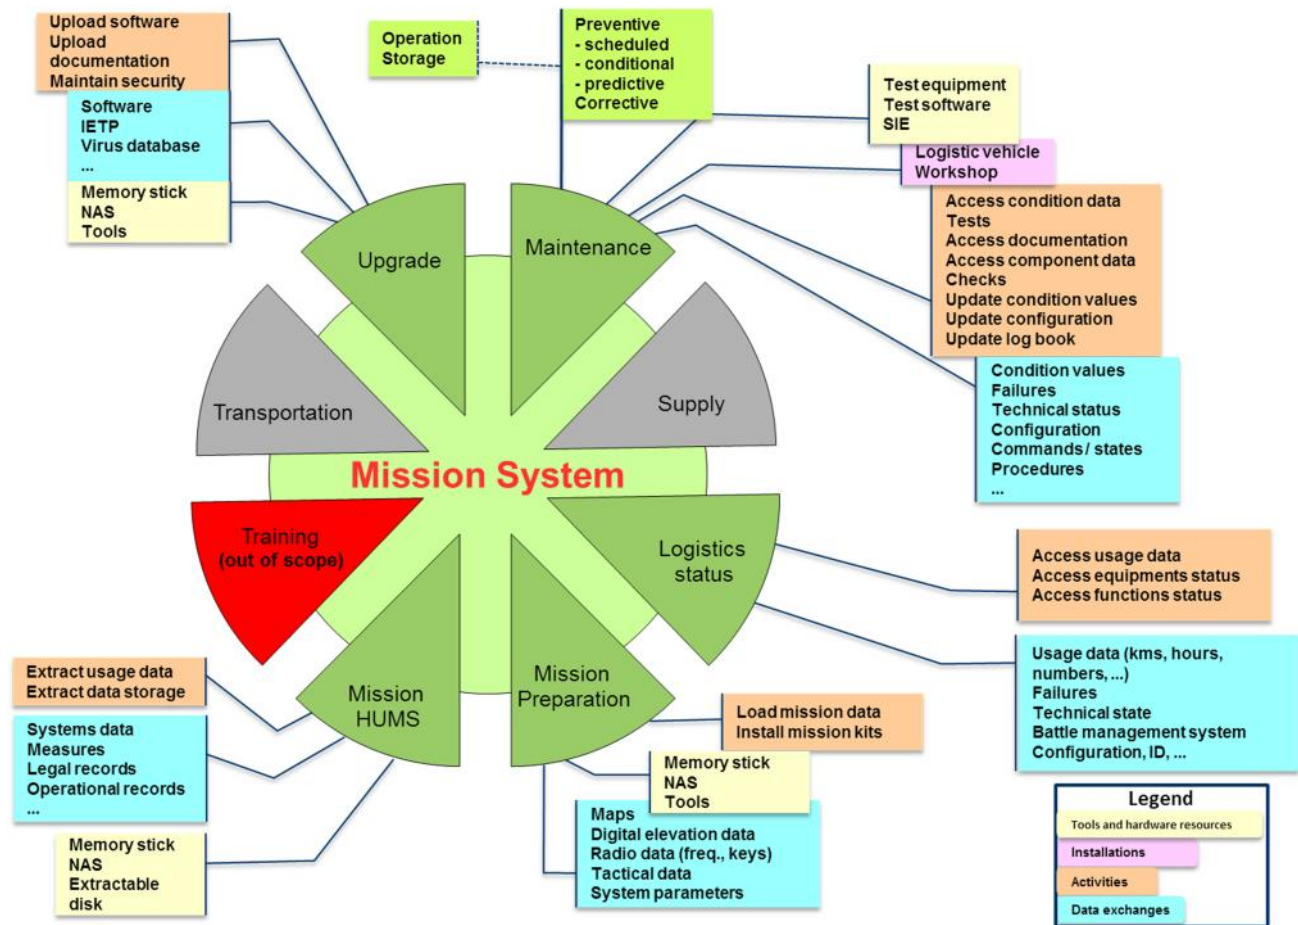 Upload software
Upload
documentation
Maintain security
Software
IETP
Virus database
...
Memory stick
NAS
Tools
Operation
Storage
Preventive
- scheduled
- conditional
- predictive
Corrective
Test equipment
Test software
SIE
Logistic vehicle
Workshop
Access condition data
Tests
Access documentation
Access component data
Checks
Update condition values
Update configuration
Update log book
Condition values
Failures
Technical status
Configuration
Commands / states
Procedures
...
Upgrade
Maintenance
Transportation
Supply
Mission System
Training
(out of scope)
Logistics
status
Mission
HUMS
Mission
Preparation
Access usage data
Access equipments status
Access functions status
Usage data (kms, hours,
numbers, ...)
Failures
Technical state
Battle management system
Configuration, ID, ...
Extract usage data
Extract data storage
Systems data
Measures
Legal records
Operational records
...
Memory stick
NAS
Extractable
disk
Load mission data
Install mission kits
Memory stick
NAS
Tools
Maps
Digital elevation data
Radio data (freq., keys)
Tactical data
System parameters
Legend
Tools and hardware resources
Installations
Activities
Data exchanges